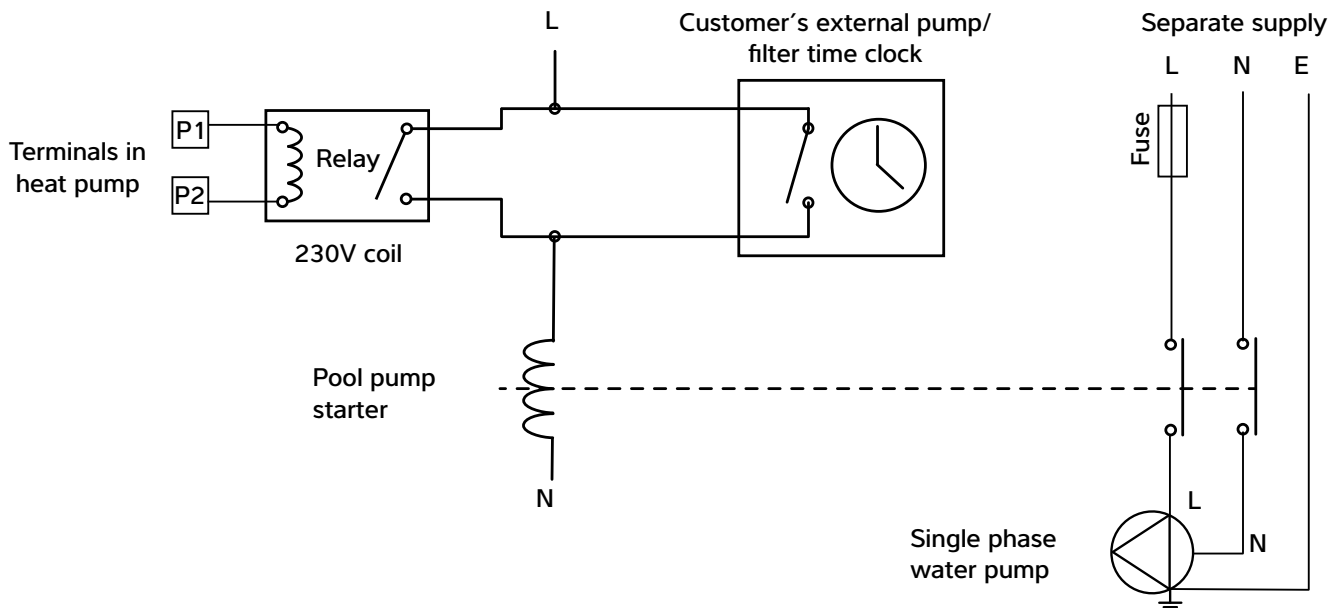 L
Customer's external pump/
filter time clock
Separate supply
L N E
P1
Terminals in
heat pump
P2
Relay
Fuse
230V coil
Pool pump
starter
N
L
N
Single phase
water pump